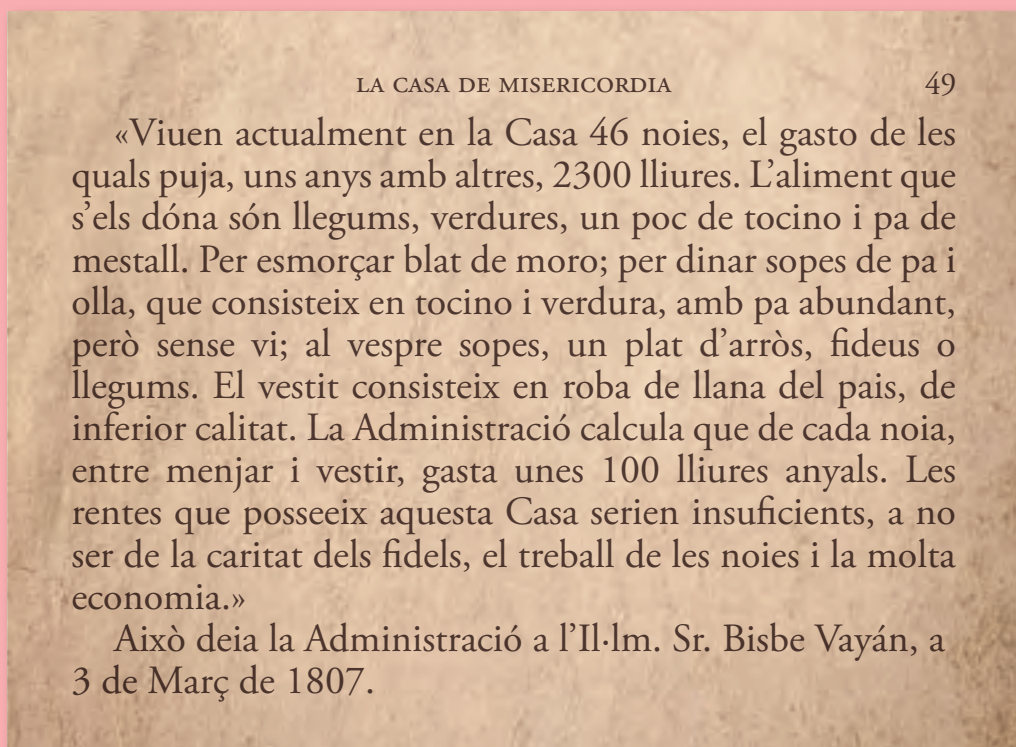 LA CASA DE MISERICORDIA 49
«Viuen actualment en la Casa 46 noies, el gasto de les
quals puja, uns anys amb altres, 2300 lliures. L’aliment que
s’els dóna són llegums, verdures, un poc de tocino i pa de
mestall. Per esmorçar blat de moro; per dinar sopes de pa i
olla, que consisteix en tocino i verdura, amb pa abundant,
però sense vi; al vespre sopes, un plat d’arròs, fideus o
llegums. El vestit consisteix en roba de llana del pais, de
inferior calitat. La Administració calcula que de cada noia,
entre menjar i vestir, gasta unes 100 lliures anyals. Les
rentes que posseeix aquesta Casa serien insuficients, a no
ser de la caritat dels fidels, el treball de les noies i la molta
economia.»
Això deia la Administració a l’Il·lm. Sr. Bisbe Vayán, a
3 de Març de 1807.